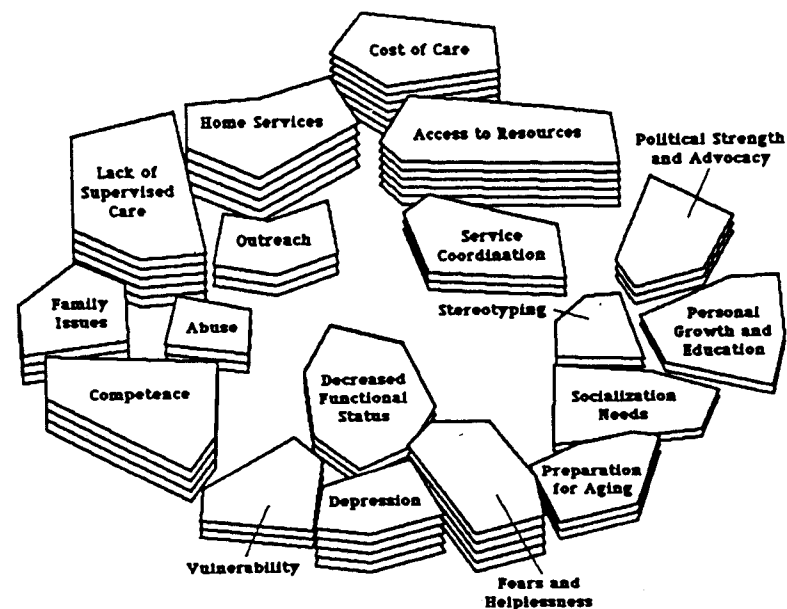 Cost of Care
Home Services
Access to Resources
Political Strength
and Advocacy
Lack of
Supervised
Care
Outreach
Service
Coordination
Family
Issues
Abuse
Stereotyping
Personal
Growth and
Education
Competence
Decreased
Functional
Status
Socialization
Needs
Preparation
for Aging
Depression
Vulnerability
Fears and
Helplessness